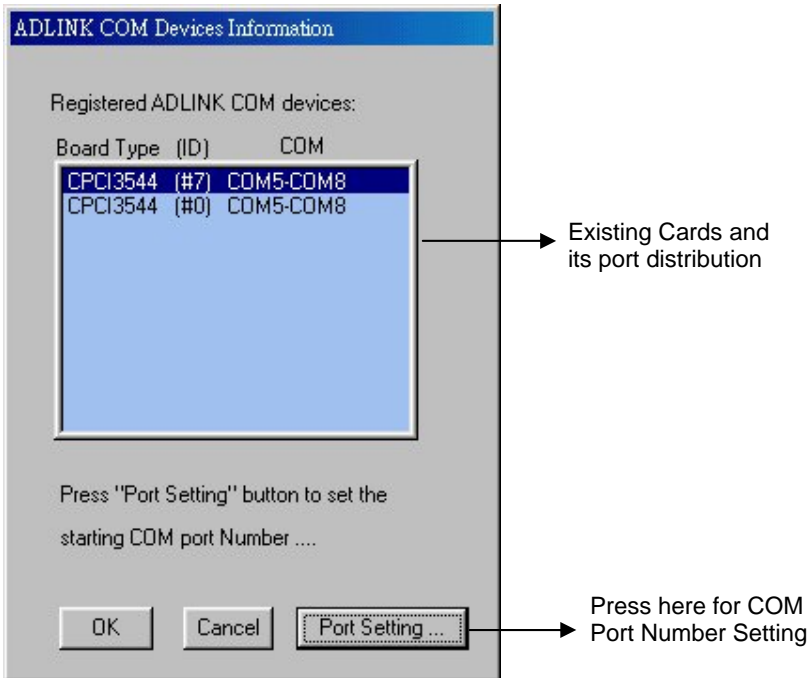 ADLINK COM Devices Information
Registered ADLINK COM devices:
Board Type (ID) COM
CPCI3544 (#7) COM5-COM8
CPCI3544 (#0) COM5-COM8
Existing Cards and
its port distribution
Press "Port Setting" button to set the
starting COM port Number ....
OK Cancel Port Setting ...
Press here for COM
Port Number Setting